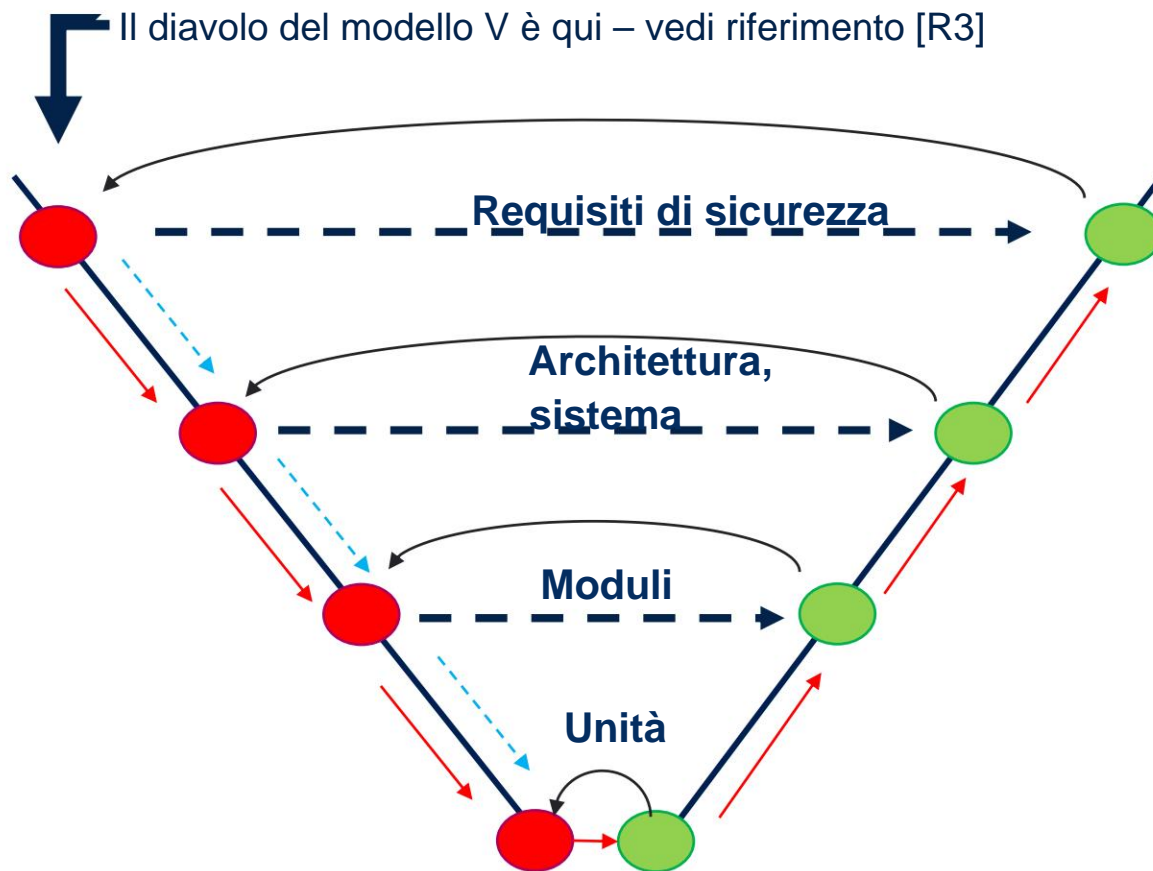 Il diavolo del modello V è qui – vedi riferimento [R3]
Requisiti di sicurezza
Architettura,
sistema
Moduli
Unità